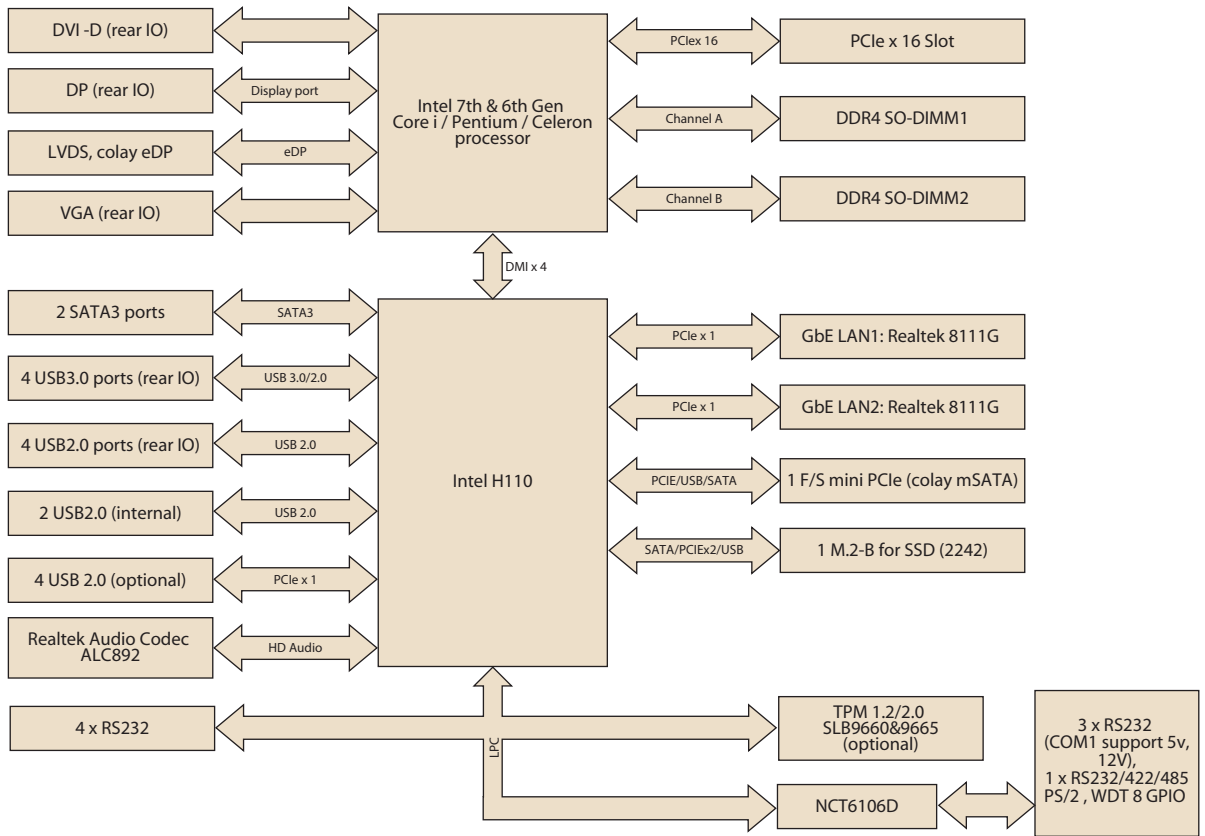 DVI -D (rear IO)
DP (rear IO)
Display port
LVDS, colay eDP
eDP
VGA (rear IO)
Intel 7th & 6th Gen
Core i / Pentium / Celeron
processor
PCIex 16
PCIe x 16 Slot
Channel A
DDR4 SO-DIMM1
Channel B
DDR4 SO-DIMM2
DMI x 4
2 SATA3 ports
SATA3
4 USB3.0 ports (rear IO)
USB 3.0/2.0
4 USB2.0 ports (rear IO)
USB 2.0
2 USB2.0 (internal)
USB 2.0
4 USB 2.0 (optional)
PCIe x 1
Realtek Audio Codec
ALC892
HD Audio
Intel H110
PCIe x 1
GbE LAN1: Realtek 8111G
PCIe x 1
GbE LAN2: Realtek 8111G
PCIE/USB/SATA
1 F/S mini PCIe (colay mSATA)
SATA/PCIEx2/USB
1 M.2-B for SSD (2242)
4 x RS232
LPC
TPM 1.2/2.0
SLB9660&9665
(optional)
NCT6106D
3 x RS232
(COM1 support 5v,
12V),
1 x RS232/422/485
PS/2 , WDT 8 GPIO